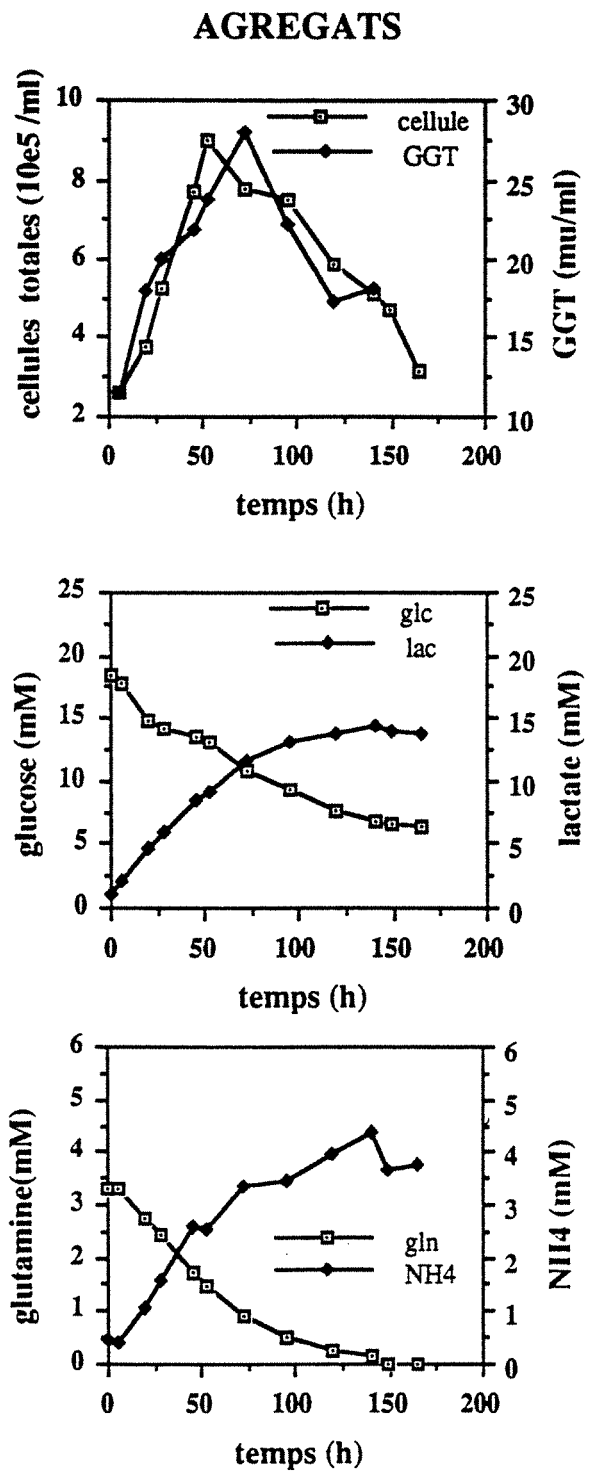 AGREGATS
cellules totales (10e5 /ml)
10
8
6
4
2
cellule
GGT
30
25
20
15
10
GGT (mu/ml)
0 50 100 150 200
temps (h)
glucose (mM)
25
20
15
10
5
0
glc
lac
25
20
15
10
5
0
lactate (mM)
0 50 100 150 200
temps (h)
glutamine(mM)
6
5
4
3
2
1
0
gln
NH4
6
5
4
3
2
1
0
NH4 (mM)
0 50 100 150 200
temps (h)